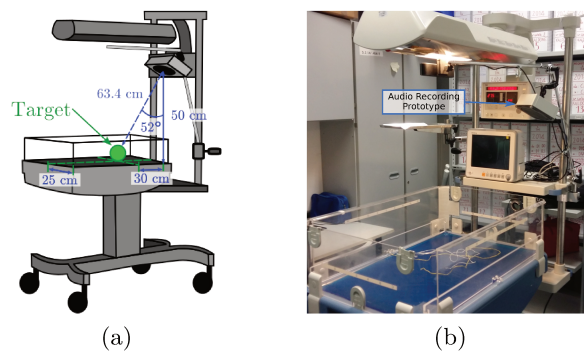 63.4 cm
Target
50 cm
52°
25 cm
30 cm
Audio Recording
Prototype
(a)
(b)